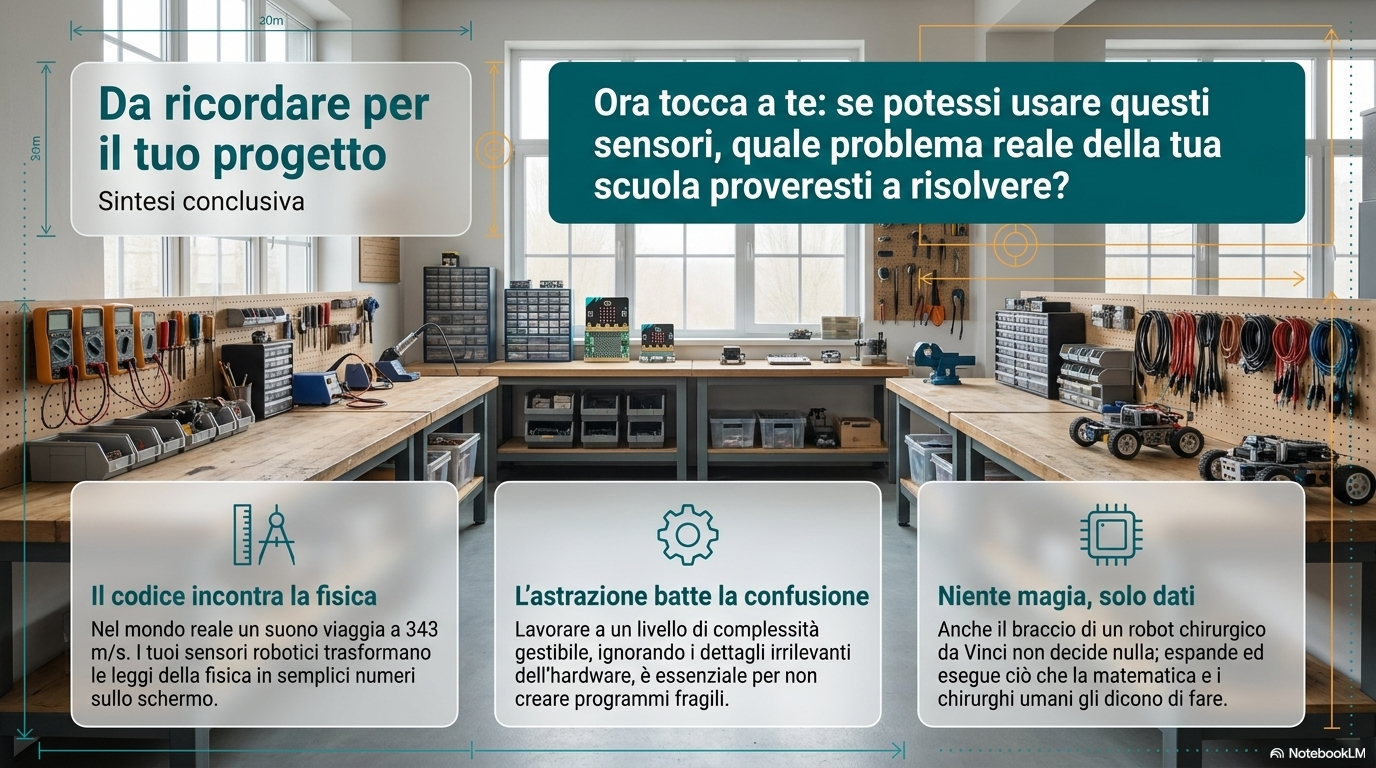 20m
20m
Da ricordare per
il tuo progetto
Sintesi conclusiva
Ora tocca a te: se potessi usare questi
sensori, quale problema reale della tua
scuola proveresti a risolvere?
Il codice incontra la fisica
Nel mondo reale un suono viaggia a 343
m/s. I tuoi sensori robotici trasformano
le leggi della fisica in semplici numeri
sullo schermo.
L'astrazione batte la confusione
Lavorare a un livello di complessità
gestibile, ignorando i dettagli irrilevanti
dell'hardware, è essenziale per non
creare programmi fragili.
Niente magia, solo dati
Anche il braccio di un robot chirurgico
da Vinci non decide nulla; espande ed
esegue ciò che la matematica e i
chirurghi umani gli dicono di fare.
NotebookLM